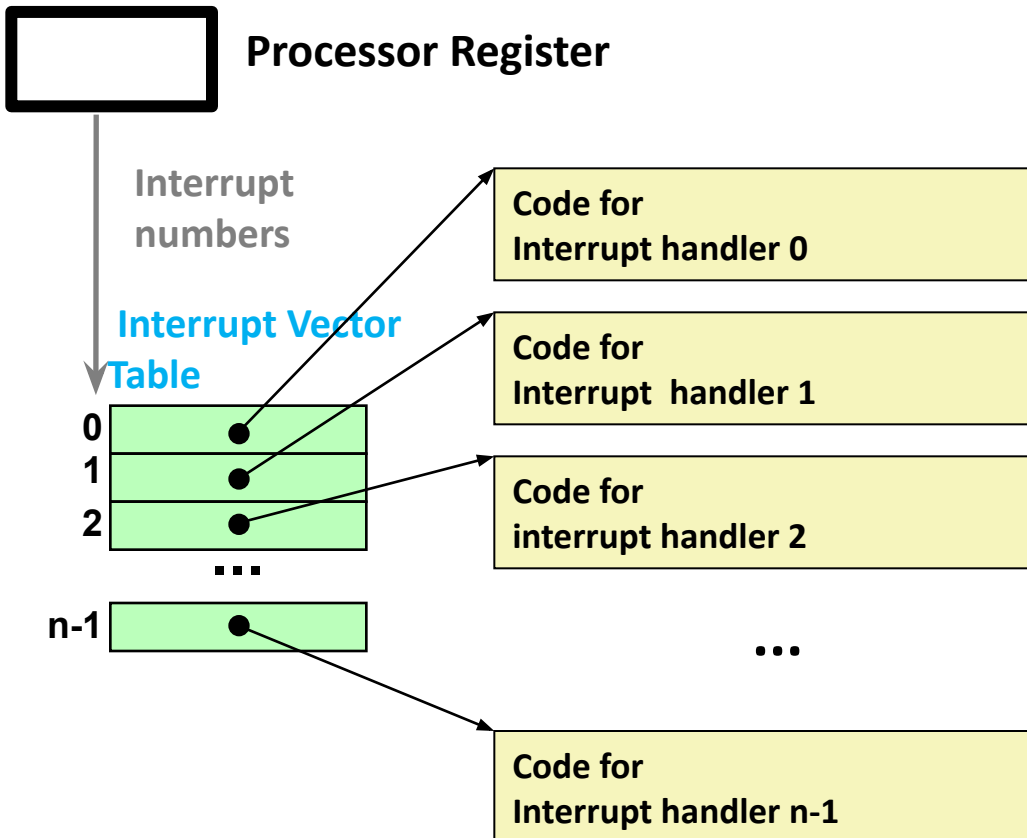 Processor Register
Interrupt
numbers
Code for
Interrupt handler 0
Interrupt Vector
Table
Code for
Interrupt  handler 1
0
1
2
...
n-1
Code for
interrupt handler 2
...
Code for
Interrupt handler n-1